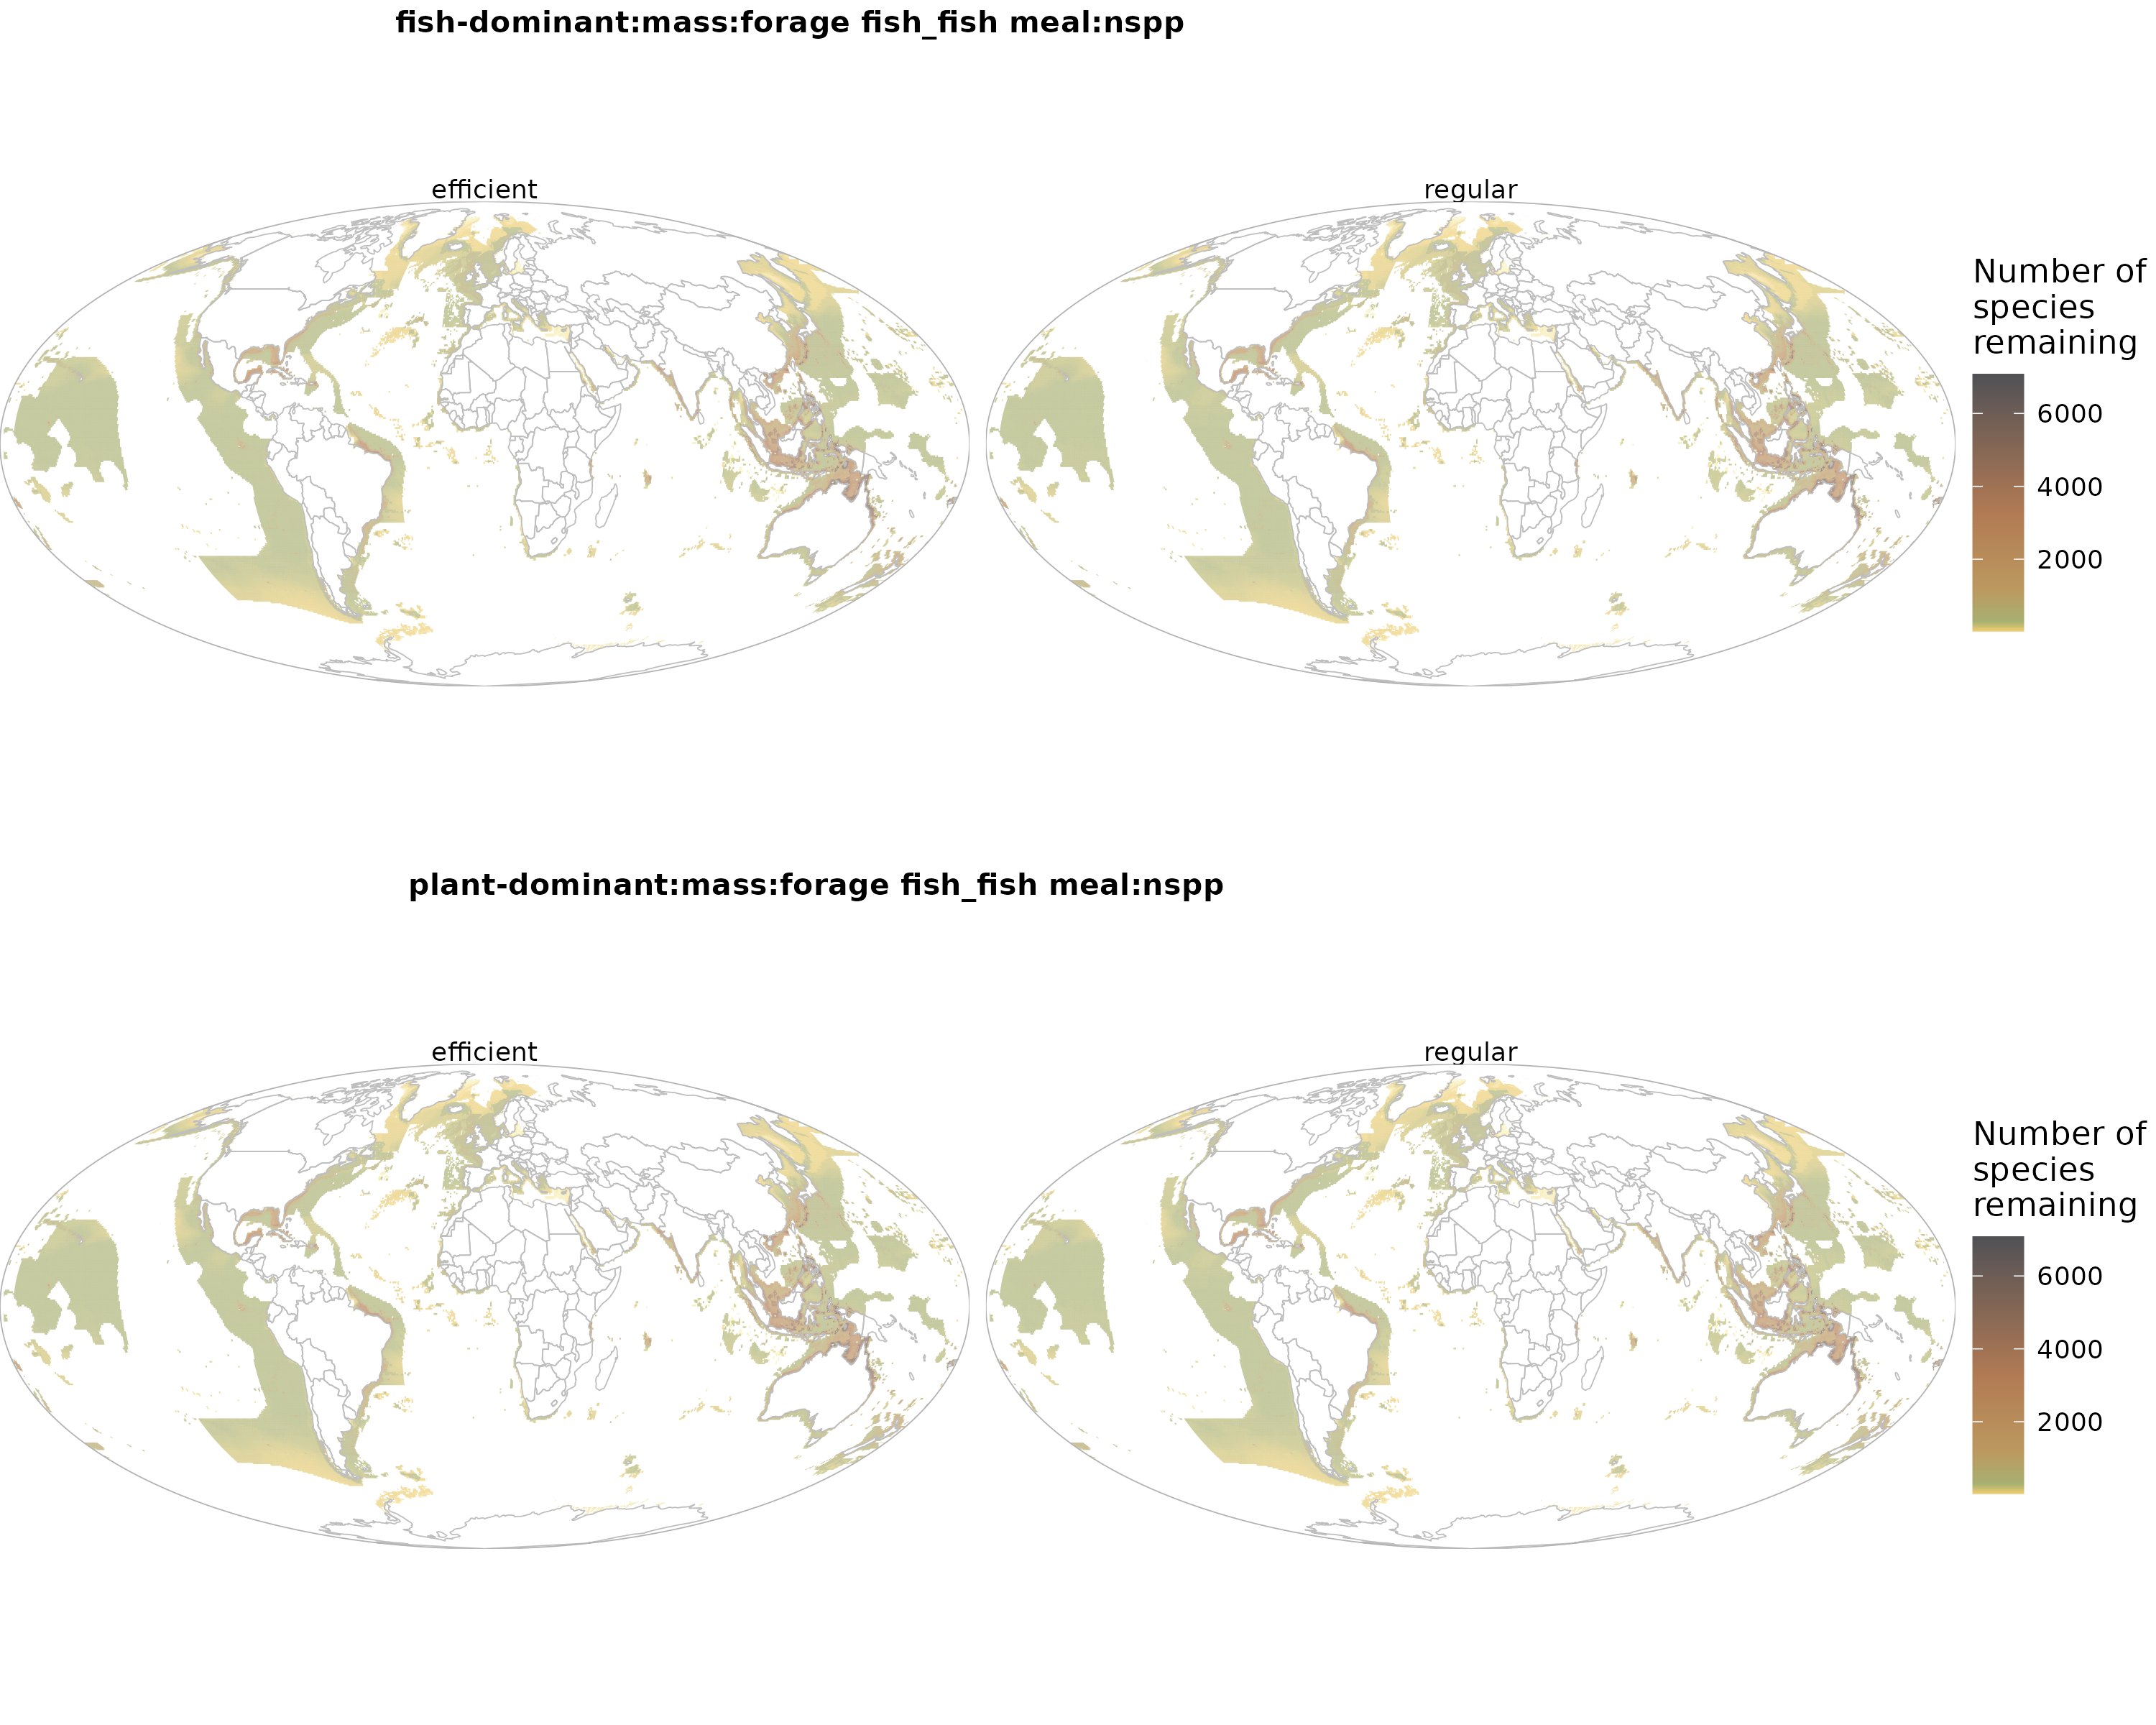 fish-dominant:mass:forage fish_fish meal:nspp
efficient
regular
Number of
species
remaining
6000
4000
2000
plant-dominant:mass:forage fish_fish meal:nspp
efficient
regular
Number of
species
remaining
6000
4000
2000